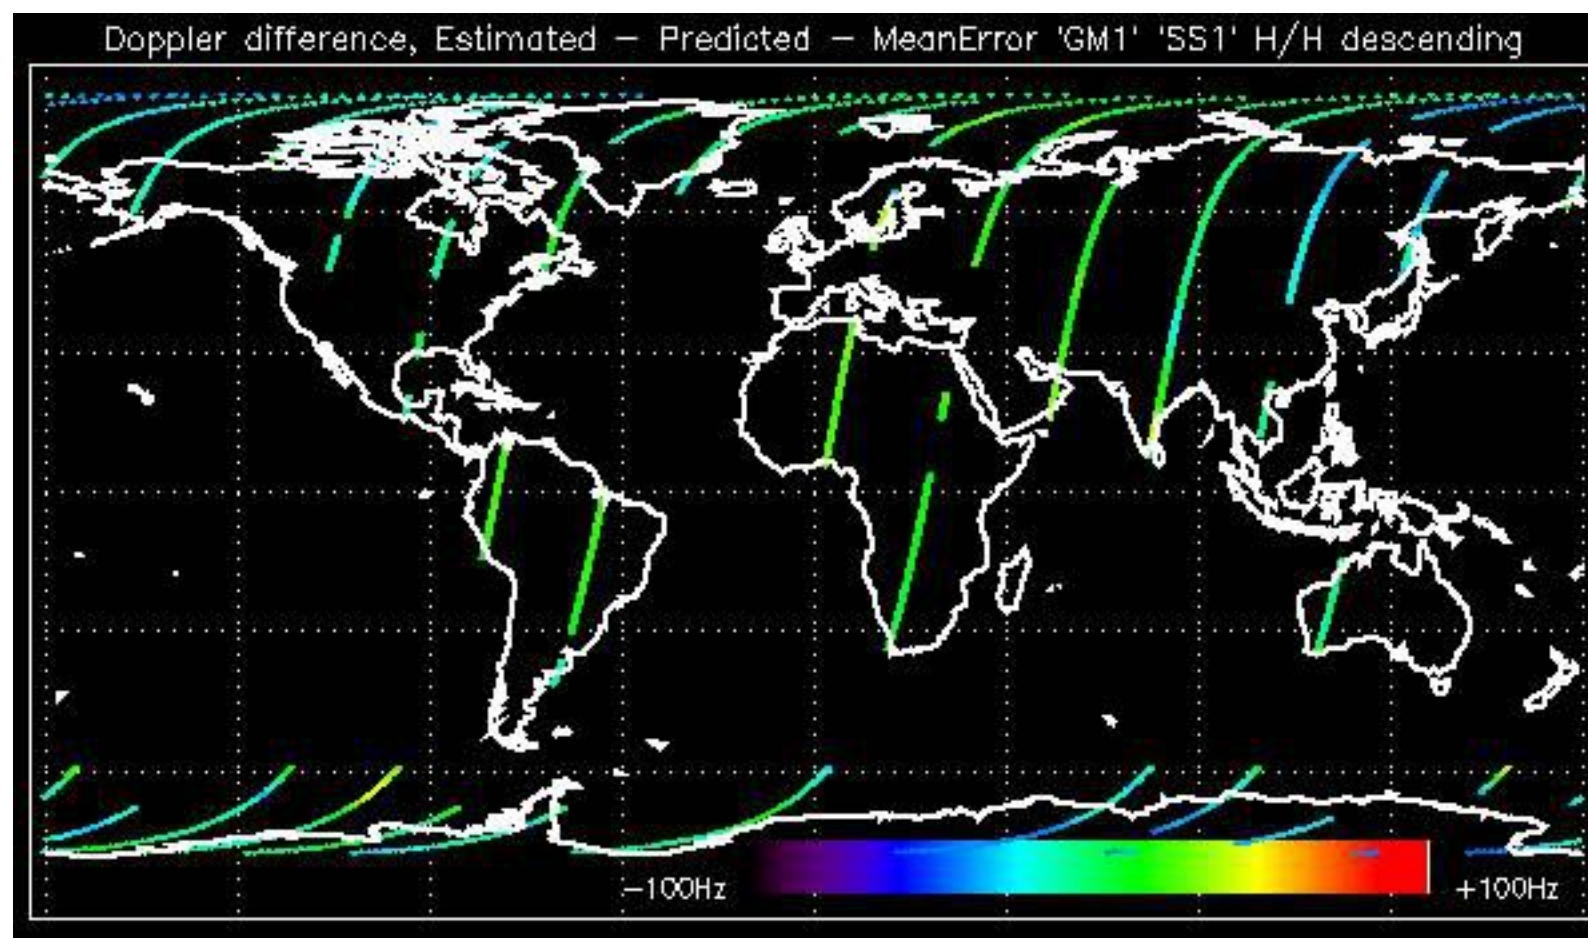 Doppler difference, Estimated – Predicted – MeanError 'GM1' 'SS1' H/H descending
–100Hz +100Hz